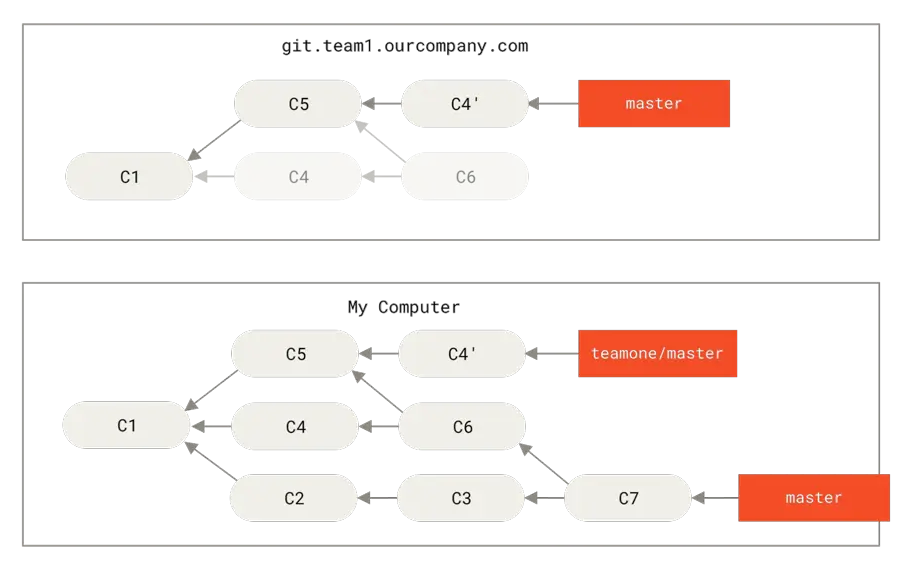 git.team1.ourcompany.com
C5 C4' master
C1 C4 C6
My Computer
C5 C4' teamone/master
C1 C4 C6
C2 C3 C7 master